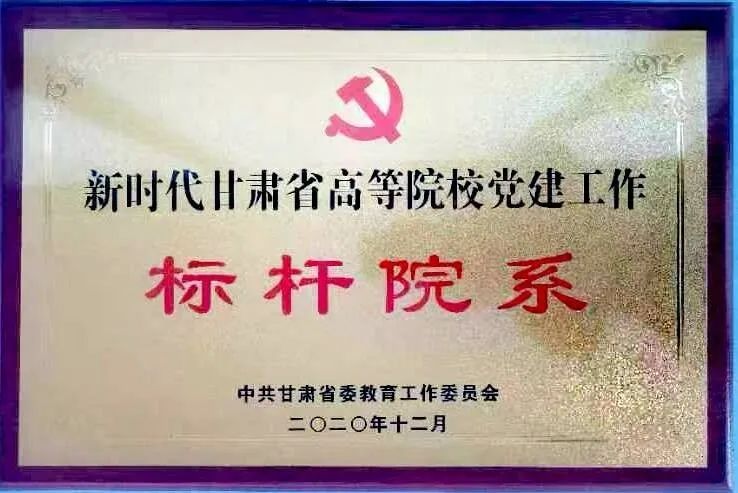 新时代甘肃省高等院校党建工作
标杆院系
中共甘肃省委教育工作委员会
二〇二〇年十二月